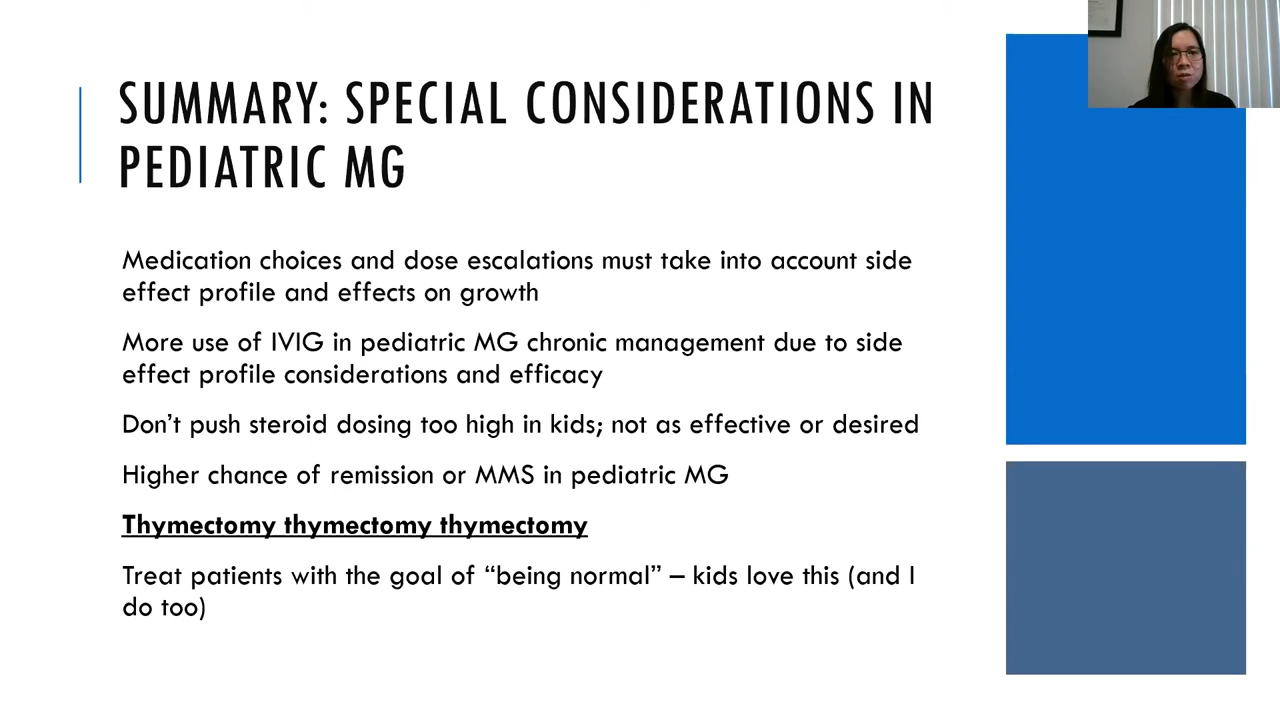 SUMMARY: SPECIAL CONSIDERATIONS IN
PEDIATRIC MG
Medication choices and dose escalations must take into account side
effect profile and effects on growth
More use of IVIG in pediatric MG chronic management due to side
effect profile considerations and efficacy
Don’t push steroid dosing too high in kids; not as effective or desired
Higher chance of remission or MMS in pediatric MG
Thymectomy thymectomy thymectomy
Treat patients with the goal of “being normal” – kids love this (and I
do too)